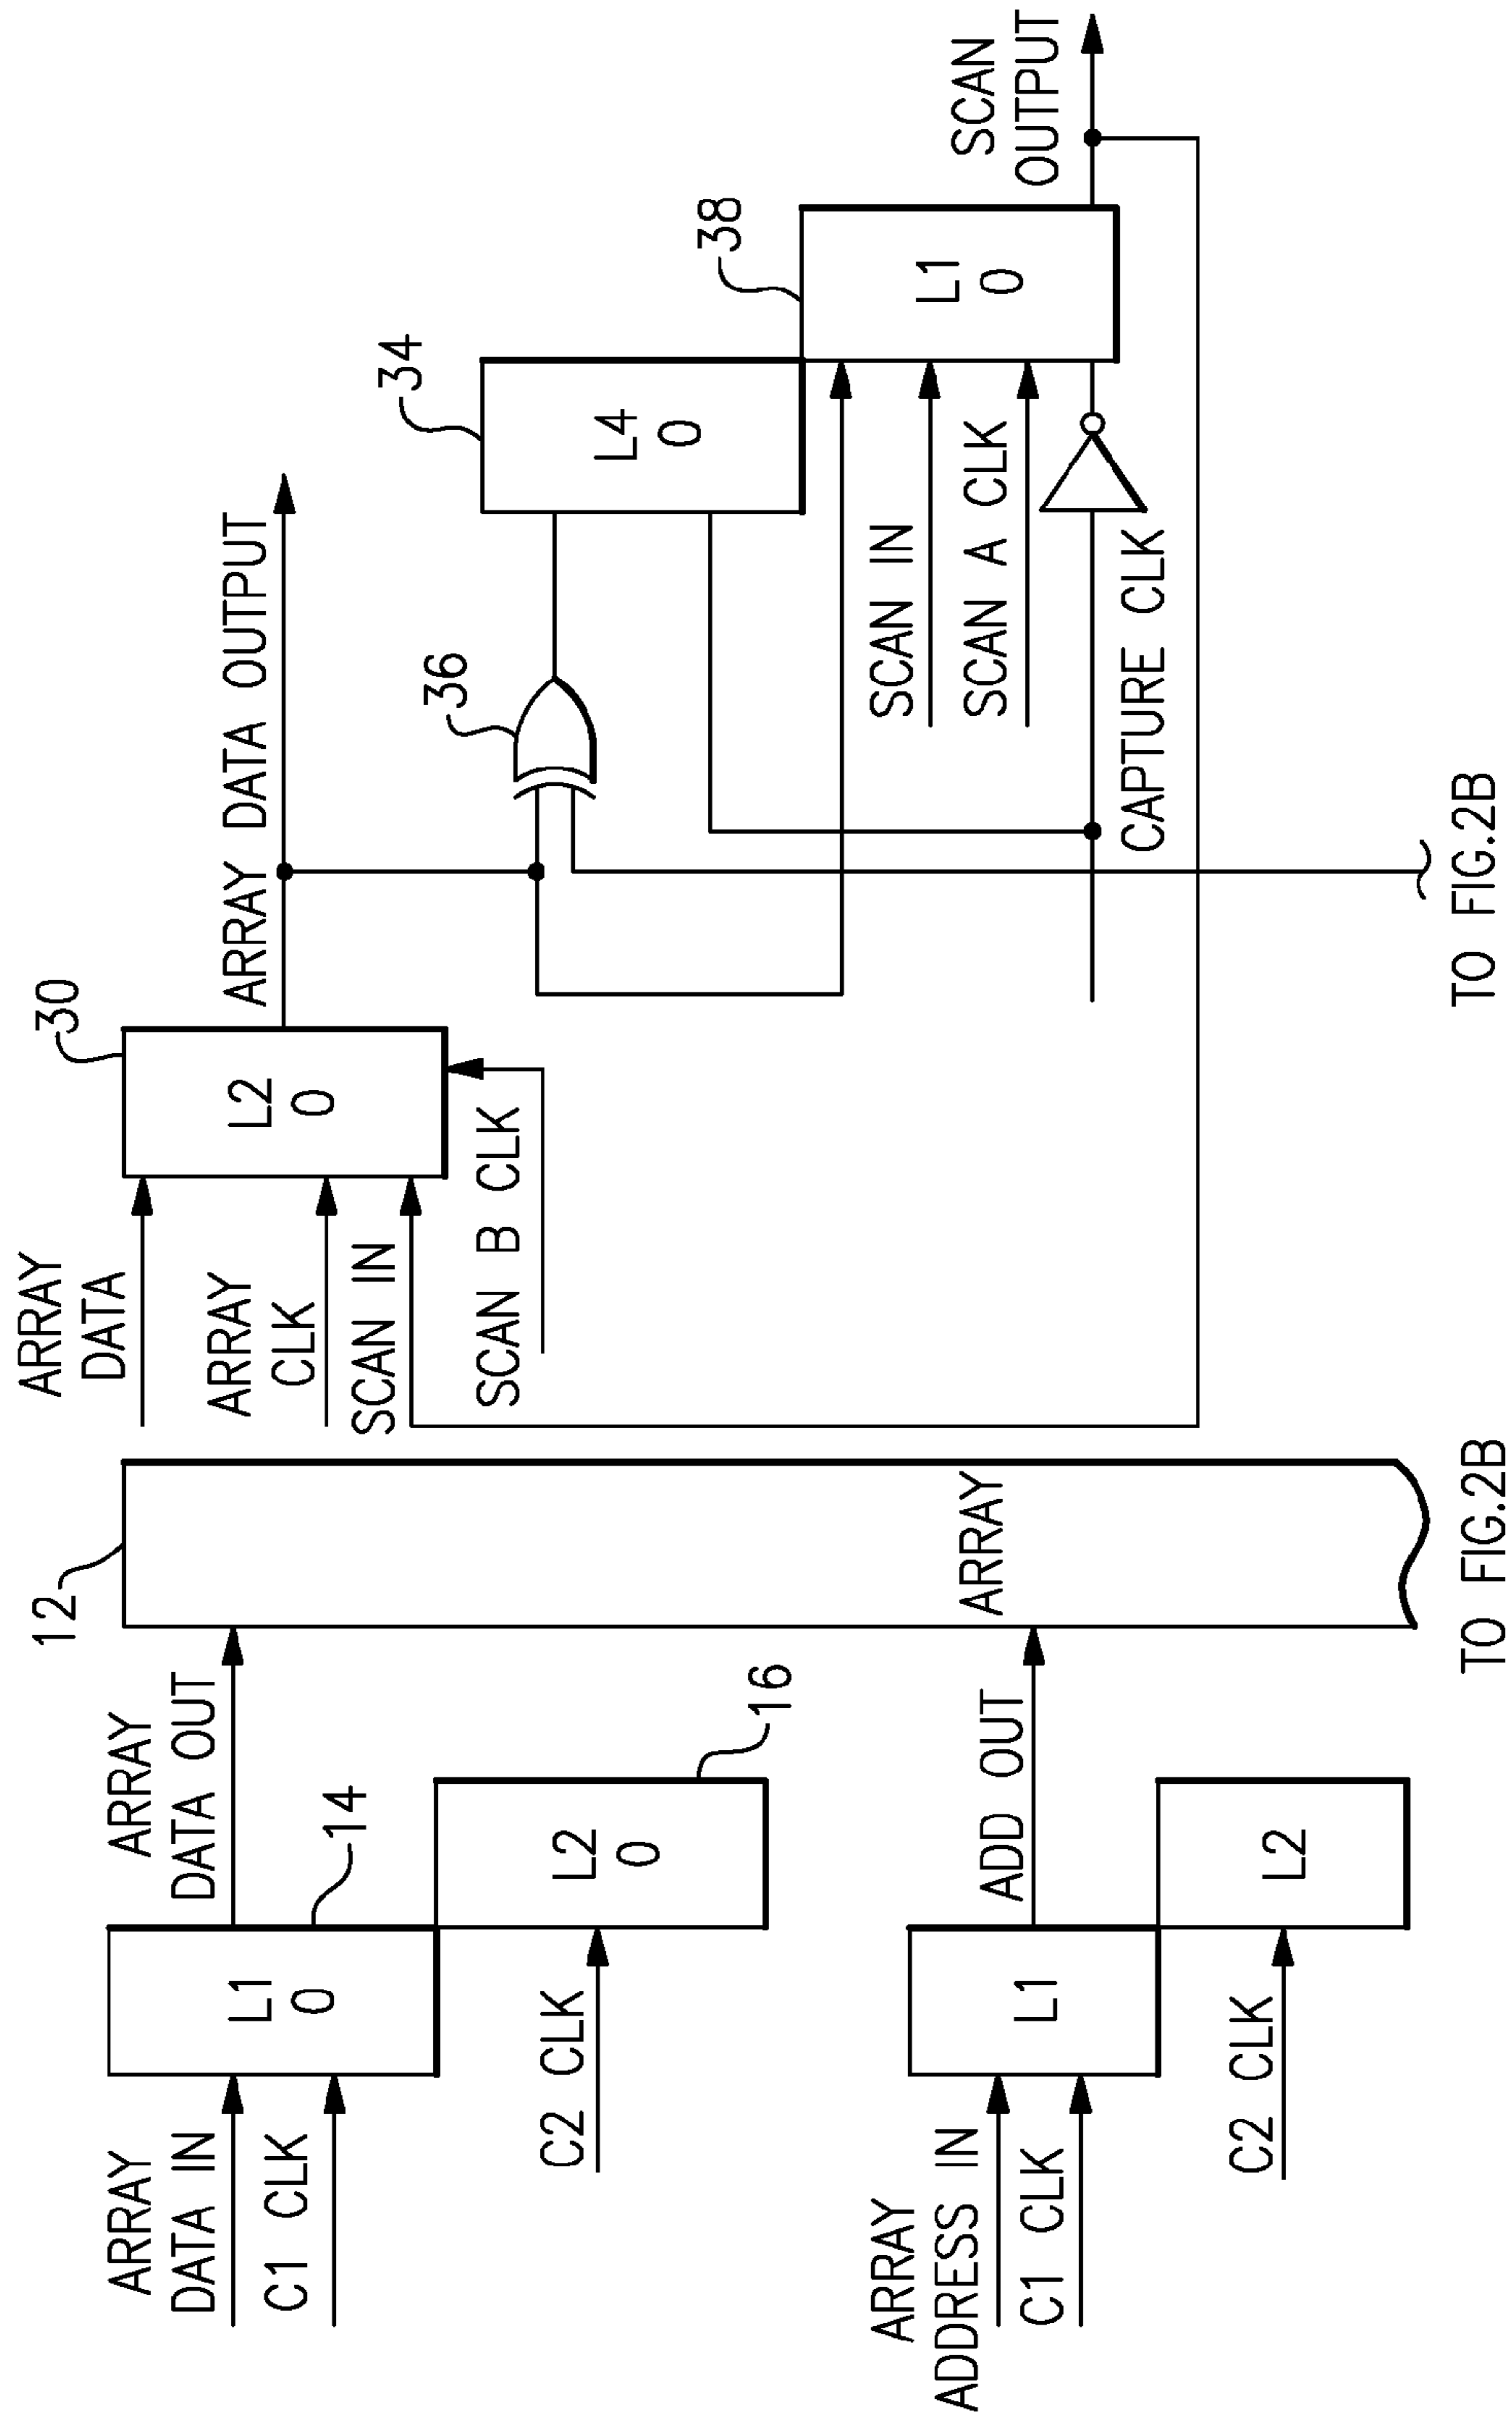 ARRAY
DATA IN
C1 CLK
L1
0
14
ARRAY
DATA OUT
C2 CLK
L2
0
16
ARRAY
ADDRESS IN
C1 CLK
L1
ADD OUT
C2 CLK
L2
12
ARRAY
TO FIG.2B
ARRAY
DATA
ARRAY
CLK
SCAN IN
SCAN B CLK
L2
0
30
ARRAY DATA OUTPUT
36
34
L4
0
SCAN IN
SCAN A CLK
CAPTURE CLK
38
L1
0
SCAN
OUTPUT
TO FIG.2B